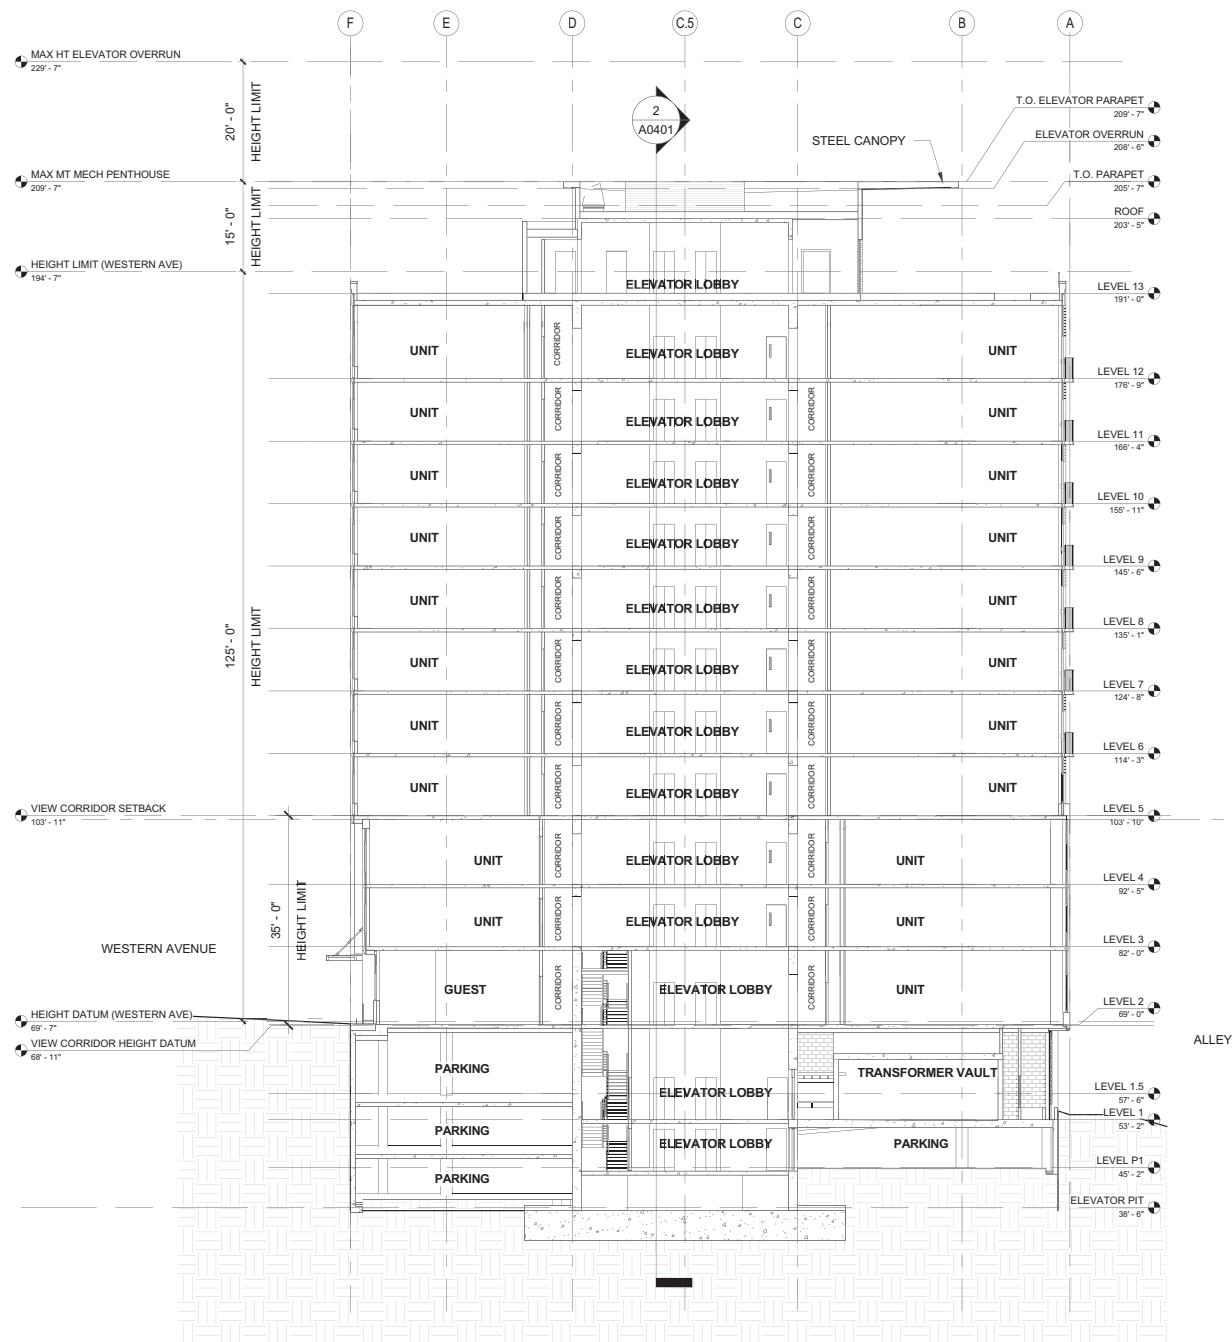 F E D C.5 C B A
MAX HT ELEVATOR OVERRUN
229' - 7"
20' - 0"
HEIGHT LIMIT
2
A0401
STEEL CANOPY
T.O. ELEVATOR PARAPET
209' - 7"
ELEVATOR OVERRUN
208' - 6"
MAX MT MECH PENTHOUSE
209' - 7"
T.O. PARAPET
205' - 7"
15' - 0"
HEIGHT LIMIT
ROOF
203' - 5"
HEIGHT LIMIT (WESTERN AVE)
194' - 7"
ELEVATOR LOBBY
LEVEL 13
191' - 0"
UNIT CORRIDOR ELEVATOR LOBBY UNIT
LEVEL 12
176' - 9"
UNIT CORRIDOR ELEVATOR LOBBY CORRIDOR UNIT
LEVEL 11
166' - 4"
UNIT CORRIDOR ELEVATOR LOBBY CORRIDOR UNIT
LEVEL 10
155' - 11"
UNIT CORRIDOR ELEVATOR LOBBY CORRIDOR UNIT
LEVEL 9
145' - 6"
UNIT CORRIDOR ELEVATOR LOBBY CORRIDOR UNIT
LEVEL 8
135' - 1"
125' - 0"
HEIGHT LIMIT
UNIT CORRIDOR ELEVATOR LOBBY CORRIDOR UNIT
LEVEL 7
124' - 8"
UNIT CORRIDOR ELEVATOR LOBBY CORRIDOR UNIT
LEVEL 6
114' - 3"
UNIT CORRIDOR ELEVATOR LOBBY CORRIDOR UNIT
VIEW CORRIDOR SETBACK
103' - 11"
LEVEL 5
103' - 10"
UNIT CORRIDOR ELEVATOR LOBBY CORRIDOR UNIT
LEVEL 4
92' - 5"
35' - 0"
HEIGHT LIMIT
UNIT CORRIDOR ELEVATOR LOBBY CORRIDOR UNIT
WESTERN AVENUE
LEVEL 3
82' - 0"
GUEST CORRIDOR ELEVATOR LOBBY CORRIDOR UNIT
LEVEL 2
69' - 0"
HEIGHT DATUM (WESTERN AVE)
69' - 7"
VIEW CORRIDOR HEIGHT DATUM
68' - 11"
ALLEY
PARKING
TRANSFORMER VAULT
ELEVATOR LOBBY
LEVEL 1.5
57' - 6"
LEVEL 1
53' - 2"
PARKING
ELEVATOR LOBBY
PARKING
LEVEL P1
45' - 2"
PARKING
ELEVATOR PIT
38' - 6"